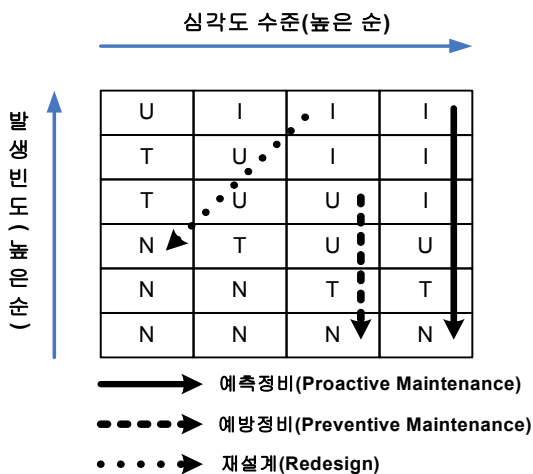 심각도 수준(높은 순)
발생빈도(높은순)
U I I I
T U I I
T U U I
N T U U
N N T T
N N N N
예측정비(Proactive Maintenance)
예방정비(Preventive Maintenance)
재설계(Redesign)